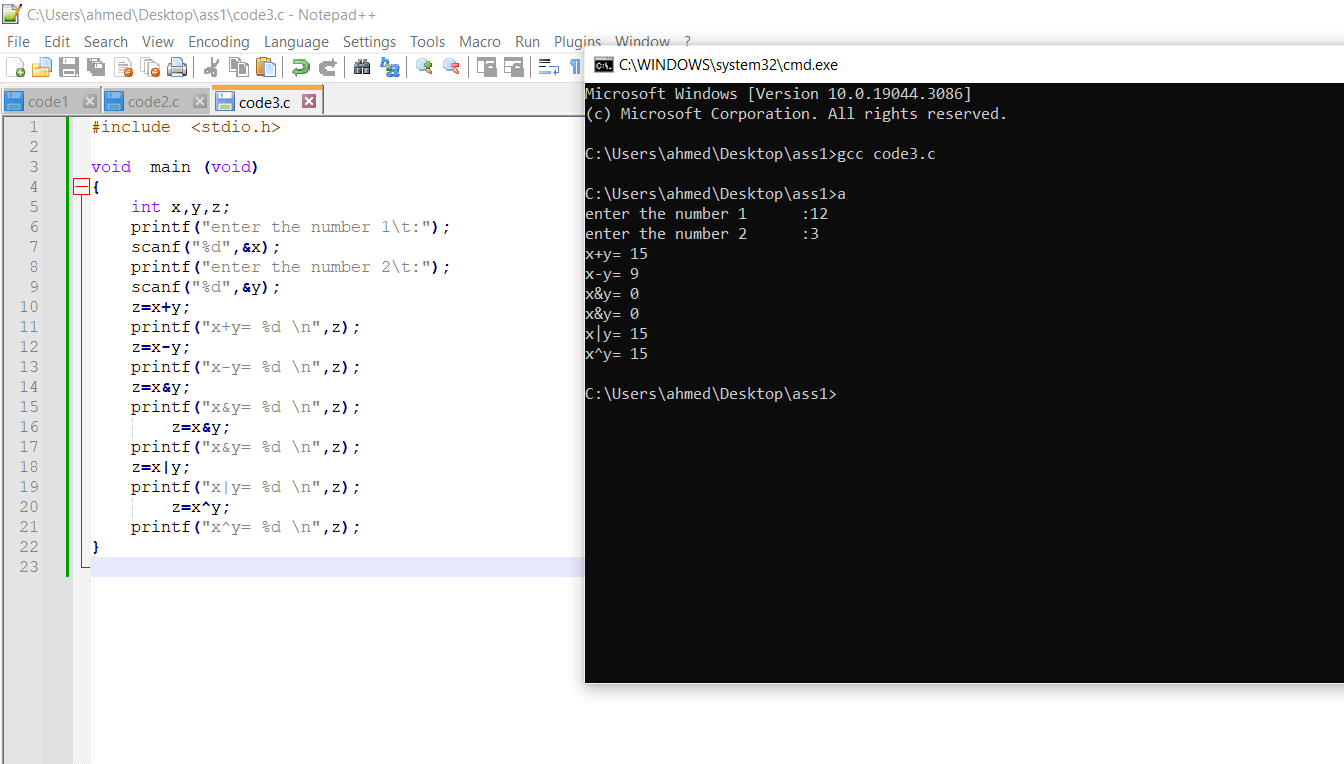 C:\Users\ahmed\Desktop\ass1\code3.c - Notepad++
File Edit Search View Encoding Language Settings Tools Macro Run Plugins Window ?
code1 code2.c code3.c
1 #include  <stdio.h>
2
3 void  main (void)
4 {
5     int x,y,z;
6     printf("enter the number 1\t:");
7     scanf("%d",&x);
8     printf("enter the number 2\t:");
9     scanf("%d",&y);
10     z=x+y;
11     printf("x+y= %d \n",z);
12     z=x-y;
13     printf("x-y= %d \n",z);
14     z=x&y;
15     printf("x&y= %d \n",z);
16         z=x&y;
17     printf("x&y= %d \n",z);
18     z=x|y;
19     printf("x|y= %d \n",z);
20         z=x^y;
21     printf("x^y= %d \n",z);
22 }
23
C:\WINDOWS\system32\cmd.exe
Microsoft Windows [Version 10.0.19044.3086]
(c) Microsoft Corporation. All rights reserved.
C:\Users\ahmed\Desktop\ass1>gcc code3.c
C:\Users\ahmed\Desktop\ass1>a
enter the number 1      :12
enter the number 2      :3
x+y= 15
x-y= 9
x&y= 0
x&y= 0
x|y= 15
x^y= 15
C:\Users\ahmed\Desktop\ass1>